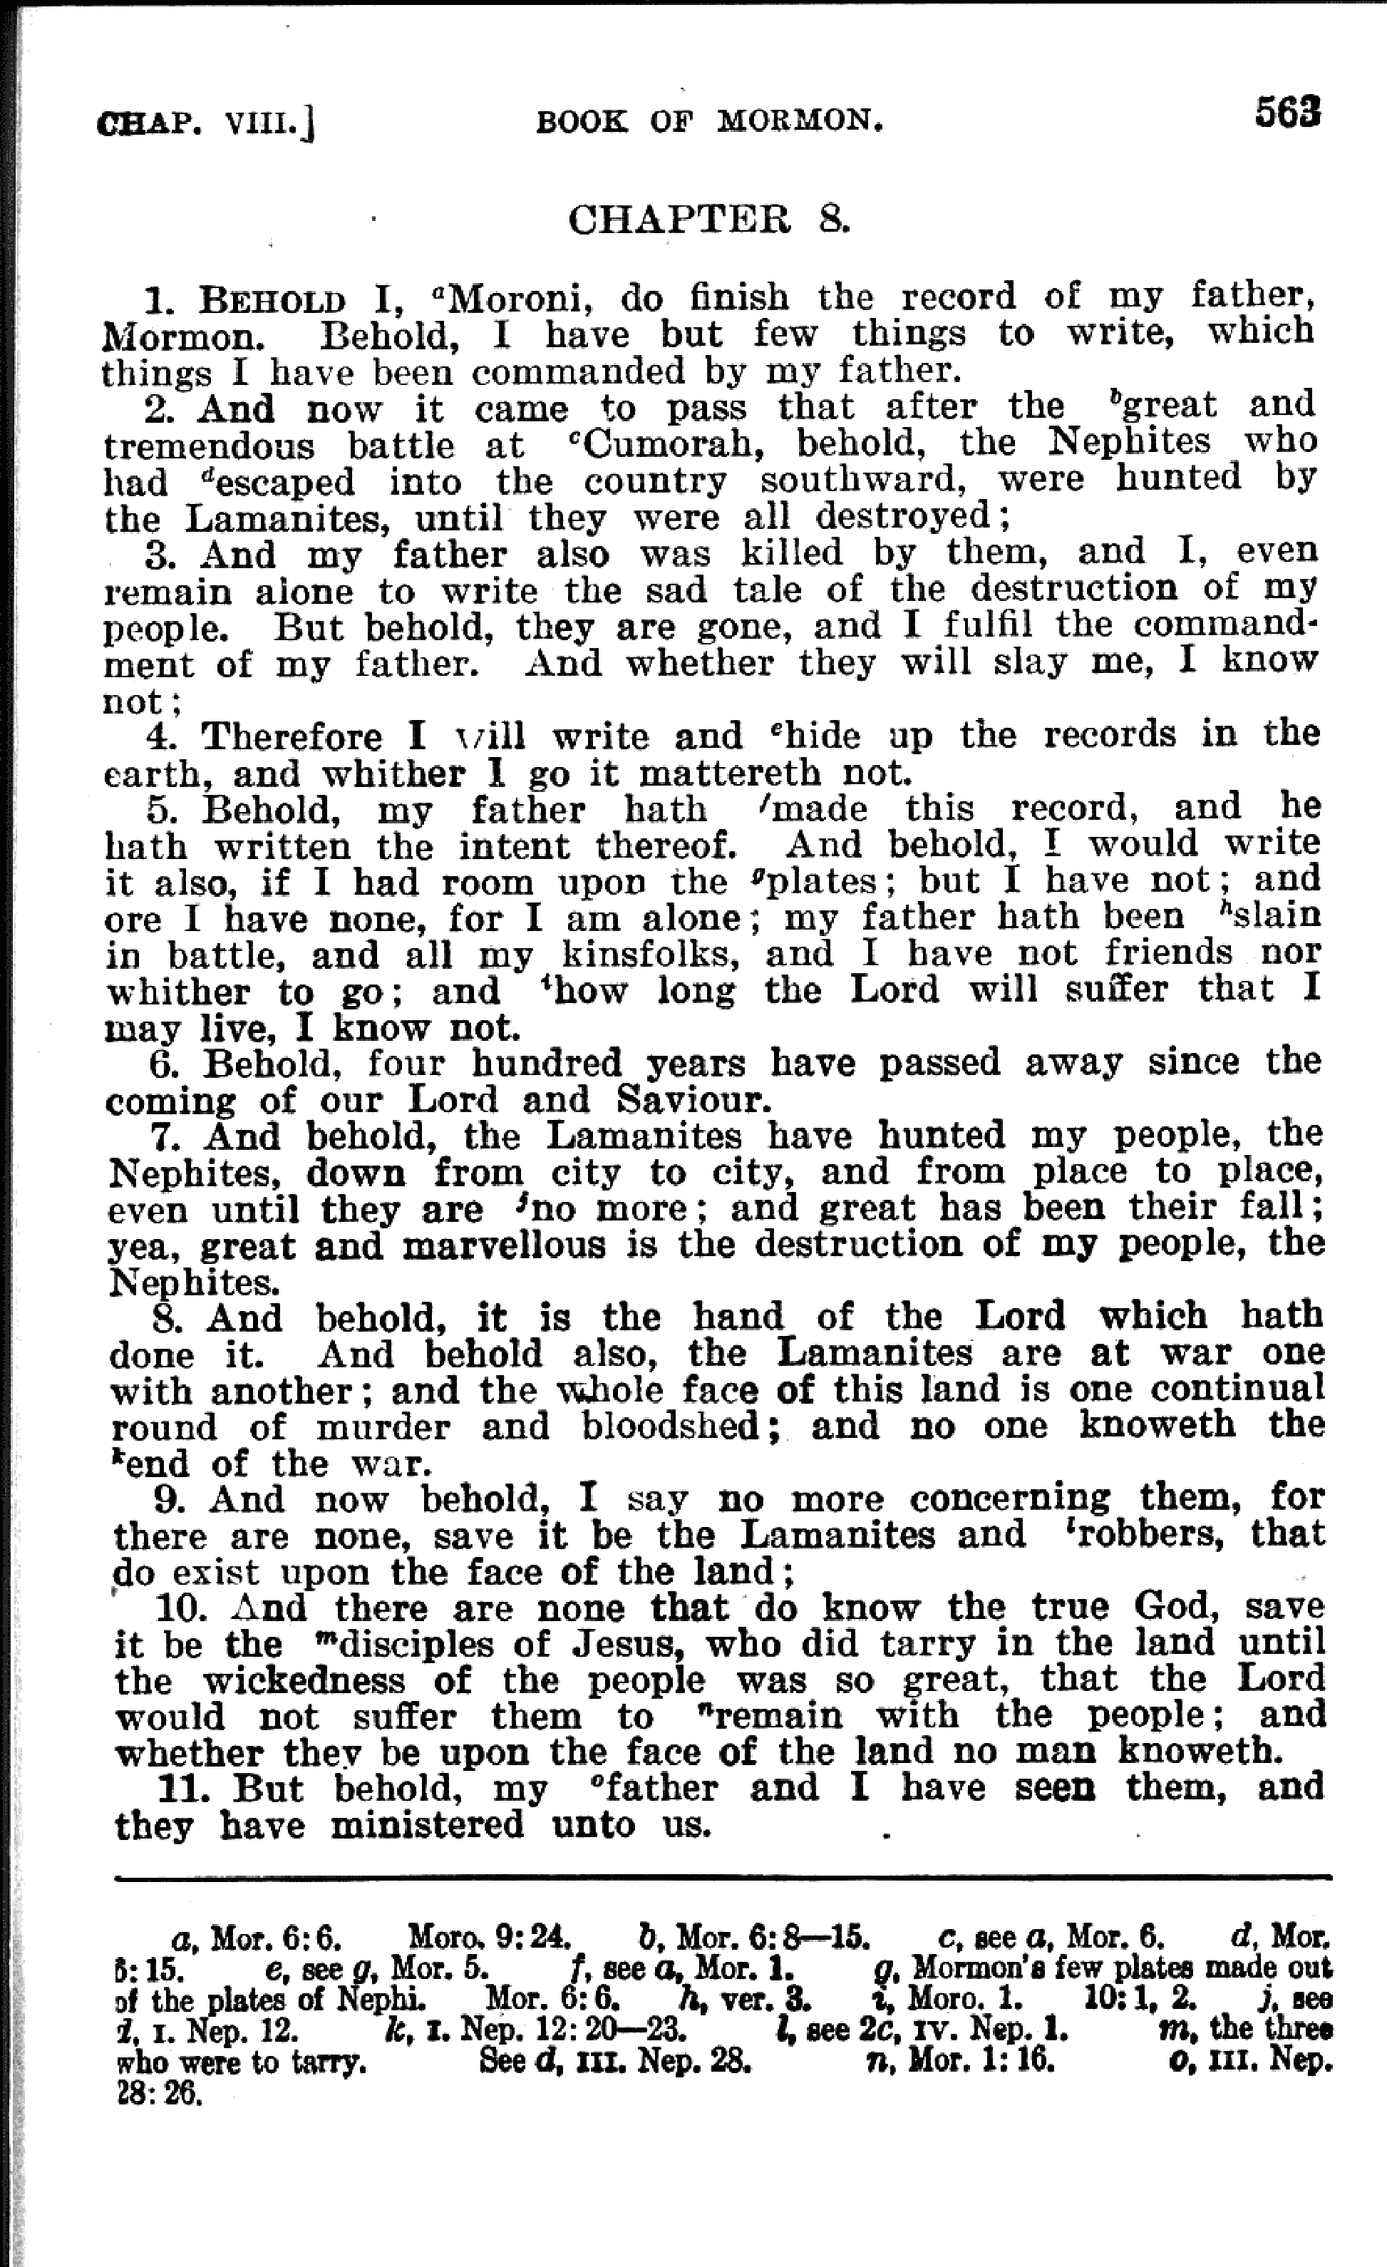 CHAP. VIII.] BOOK OF MORMON. 563
CHAPTER 8.
1. BEHOLD I, aMoroni, do finish the record of my father,
Mormon. Behold, I have but few things to write, which
things I have been commanded by my father.
2. And now it came to pass that after the bgreat and
tremendous battle at cCumorah, behold, the Nephites who
had descaped into the country southward, were hunted by
the Lamanites, until they were all destroyed;
3. And my father also was killed by them, and I, even
remain alone to write the sad tale of the destruction of my
people. But behold, they are gone, and I fulfil the command-
ment of my father. And whether they will slay me, I know
not;
4. Therefore I will write and ehide up the records in the
earth, and whither I go it mattereth not.
5. Behold, my father hath fmade this record, and he
hath written the intent thereof. And behold, I would write
it also, if I had room upon the gplates; but I have not; and
ore I have none, for I am alone; my father hath been hslain
in battle, and all my kinsfolks, and I have not friends nor
whither to go; and ihow long the Lord will suffer that I
may live, I know not.
6. Behold, four hundred years have passed away since the
coming of our Lord and Saviour.
7. And behold, the Lamanites have hunted my people, the
Nephites, down from city to city, and from place to place,
even until they are jno more; and great has been their fall;
yea, great and marvellous is the destruction of my people, the
Nephites.
8. And behold, it is the hand of the Lord which hath
done it. And behold also, the Lamanites are at war one
with another; and the whole face of this land is one continual
round of murder and bloodshed; and no one knoweth the
kend of the war.
9. And now behold, I say no more concerning them, for
there are none, save it be the Lamanites and lrobbers, that
do exist upon the face of the land;
10. And there are none that do know the true God, save
it be the mdisciples of Jesus, who did tarry in the land until
the wickedness of the people was so great, that the Lord
would not suffer them to nremain with the people; and
whether they be upon the face of the land no man knoweth.
11. But behold, my ofather and I have seen them, and
they have ministered unto us.
a, Mor. 6:6. Moro. 9:24. b, Mor. 6:8—15. c, see a, Mor. 6. d, Mor.
6:15. e, see g, Mor. 5. f, see a, Mor. 1. g, Mormon's few plates made out
of the plates of Nephi. Mor. 6:6. h, ver. 3. i, Moro. 1. 10:1, 2. j, see
d, I. Nep. 12. k, I. Nep. 12:20—23. l, see 2c, IV. Nep. 1. m, the three
who were to tarry. See d, III. Nep. 28. n, Mor. 1:16. o, III. Nep.
28:26.